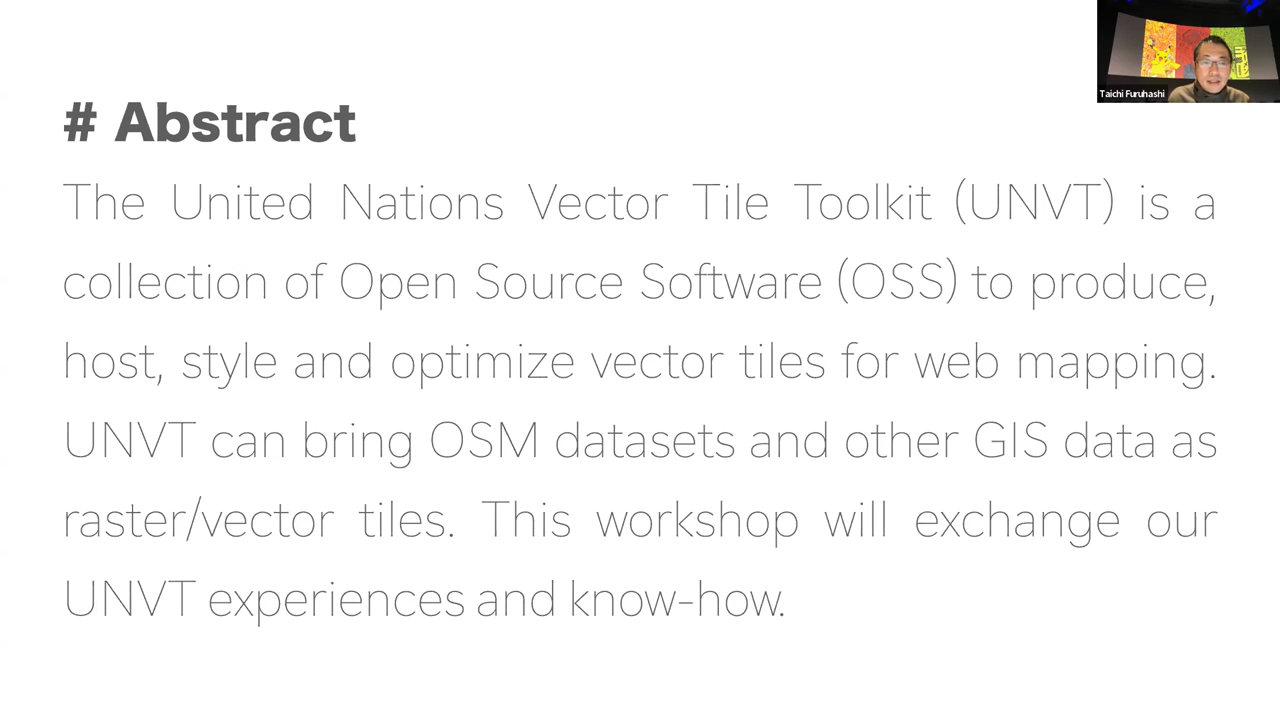 Taichi Furuhashi
# Abstract
The United Nations Vector Tile Toolkit (UNVT) is a
collection of Open Source Software (OSS) to produce,
host, style and optimize vector tiles for web mapping.
UNVT can bring OSM datasets and other GIS data as
raster/vector tiles. This workshop will exchange our
UNVT experiences and know-how.